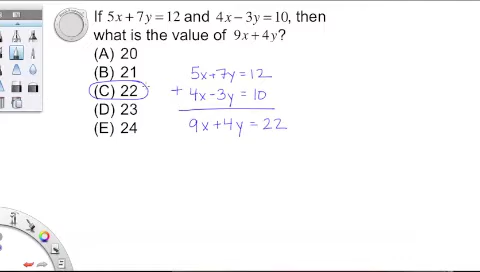 If 5x + 7y = 12 and 4x − 3y = 10, then
what is the value of 9x + 4y?
(A) 20
(B) 21
(C) 22
(D) 23
(E) 24
5x+7y=12
+ 4x-3y = 10
9x+4y = 22